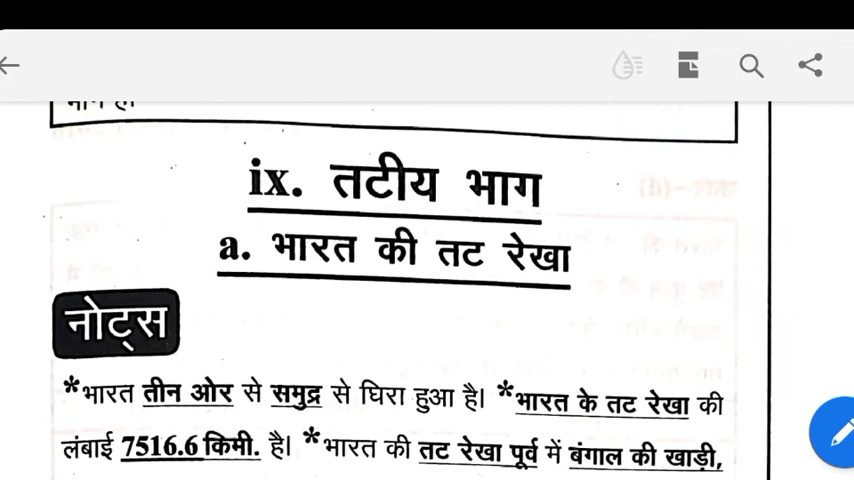 ix. तटीय भाग
a. भारत की तट रेखा
नोट्स
*भारत तीन ओर से समुद्र से घिरा हुआ है। *भारत के तट रेखा की
लंबाई 7516.6 किमी. है। *भारत की तट रेखा पूर्व में बंगाल की खाड़ी,